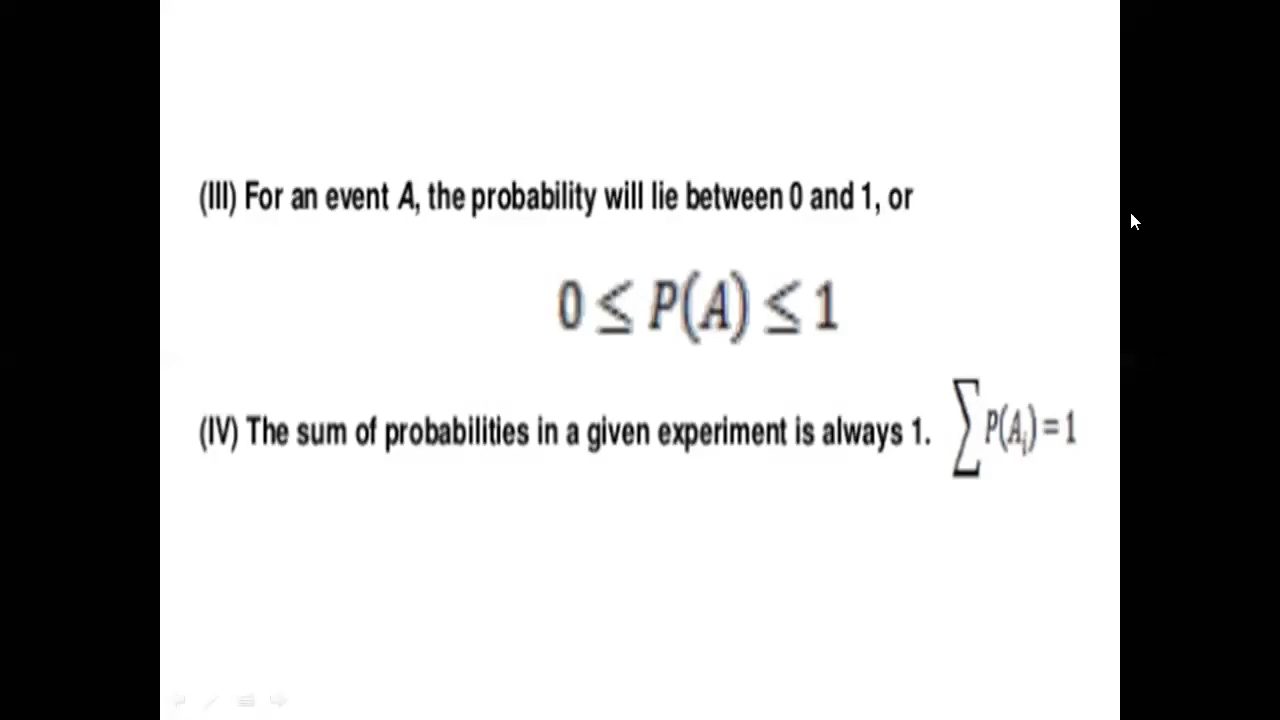 (III) For an event A, the probability will lie between 0 and 1, or
0 ≤ P(A) ≤ 1
(IV) The sum of probabilities in a given experiment is always 1. ∑ P(Aᵢ) = 1